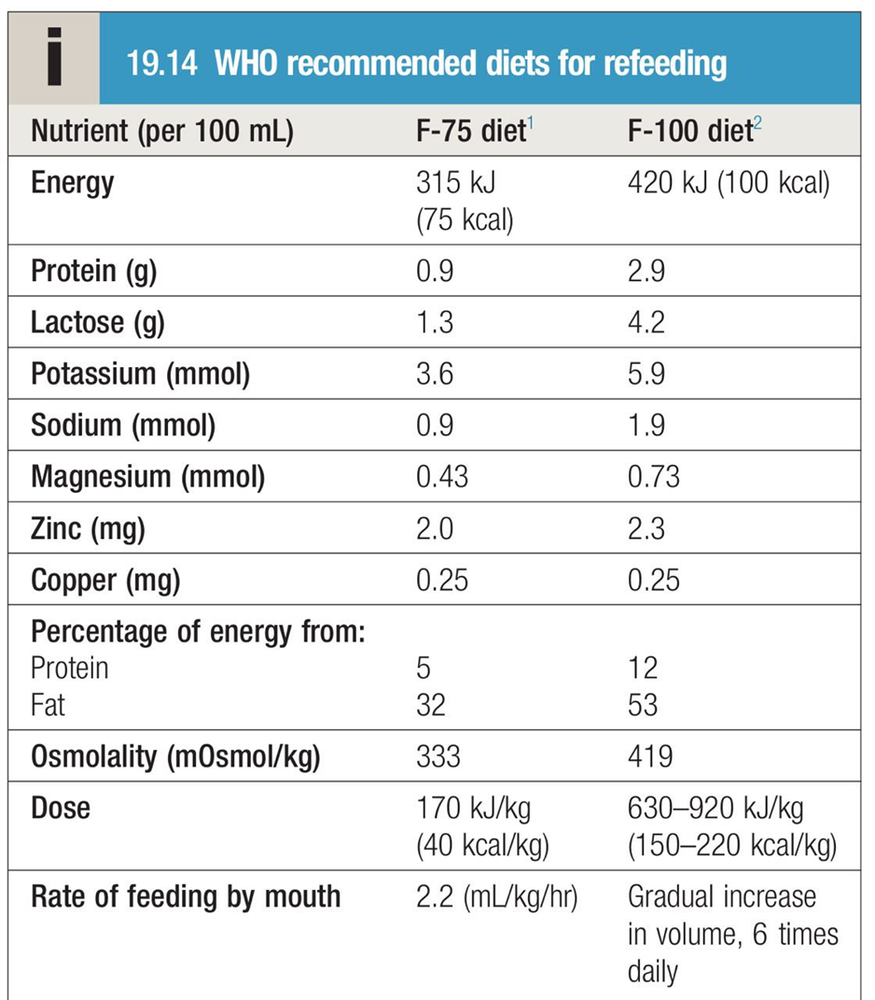 i
19.14 WHO recommended diets for refeeding
Nutrient (per 100 mL) F-75 diet¹ F-100 diet²
Energy 315 kJ 420 kJ (100 kcal)
(75 kcal)
Protein (g) 0.9 2.9
Lactose (g) 1.3 4.2
Potassium (mmol) 3.6 5.9
Sodium (mmol) 0.9 1.9
Magnesium (mmol) 0.43 0.73
Zinc (mg) 2.0 2.3
Copper (mg) 0.25 0.25
Percentage of energy from:
Protein 5 12
Fat 32 53
Osmolality (mOsmol/kg) 333 419
Dose 170 kJ/kg 630–920 kJ/kg
(40 kcal/kg) (150–220 kcal/kg)
Rate of feeding by mouth 2.2 (mL/kg/hr) Gradual increase
in volume, 6 times
daily